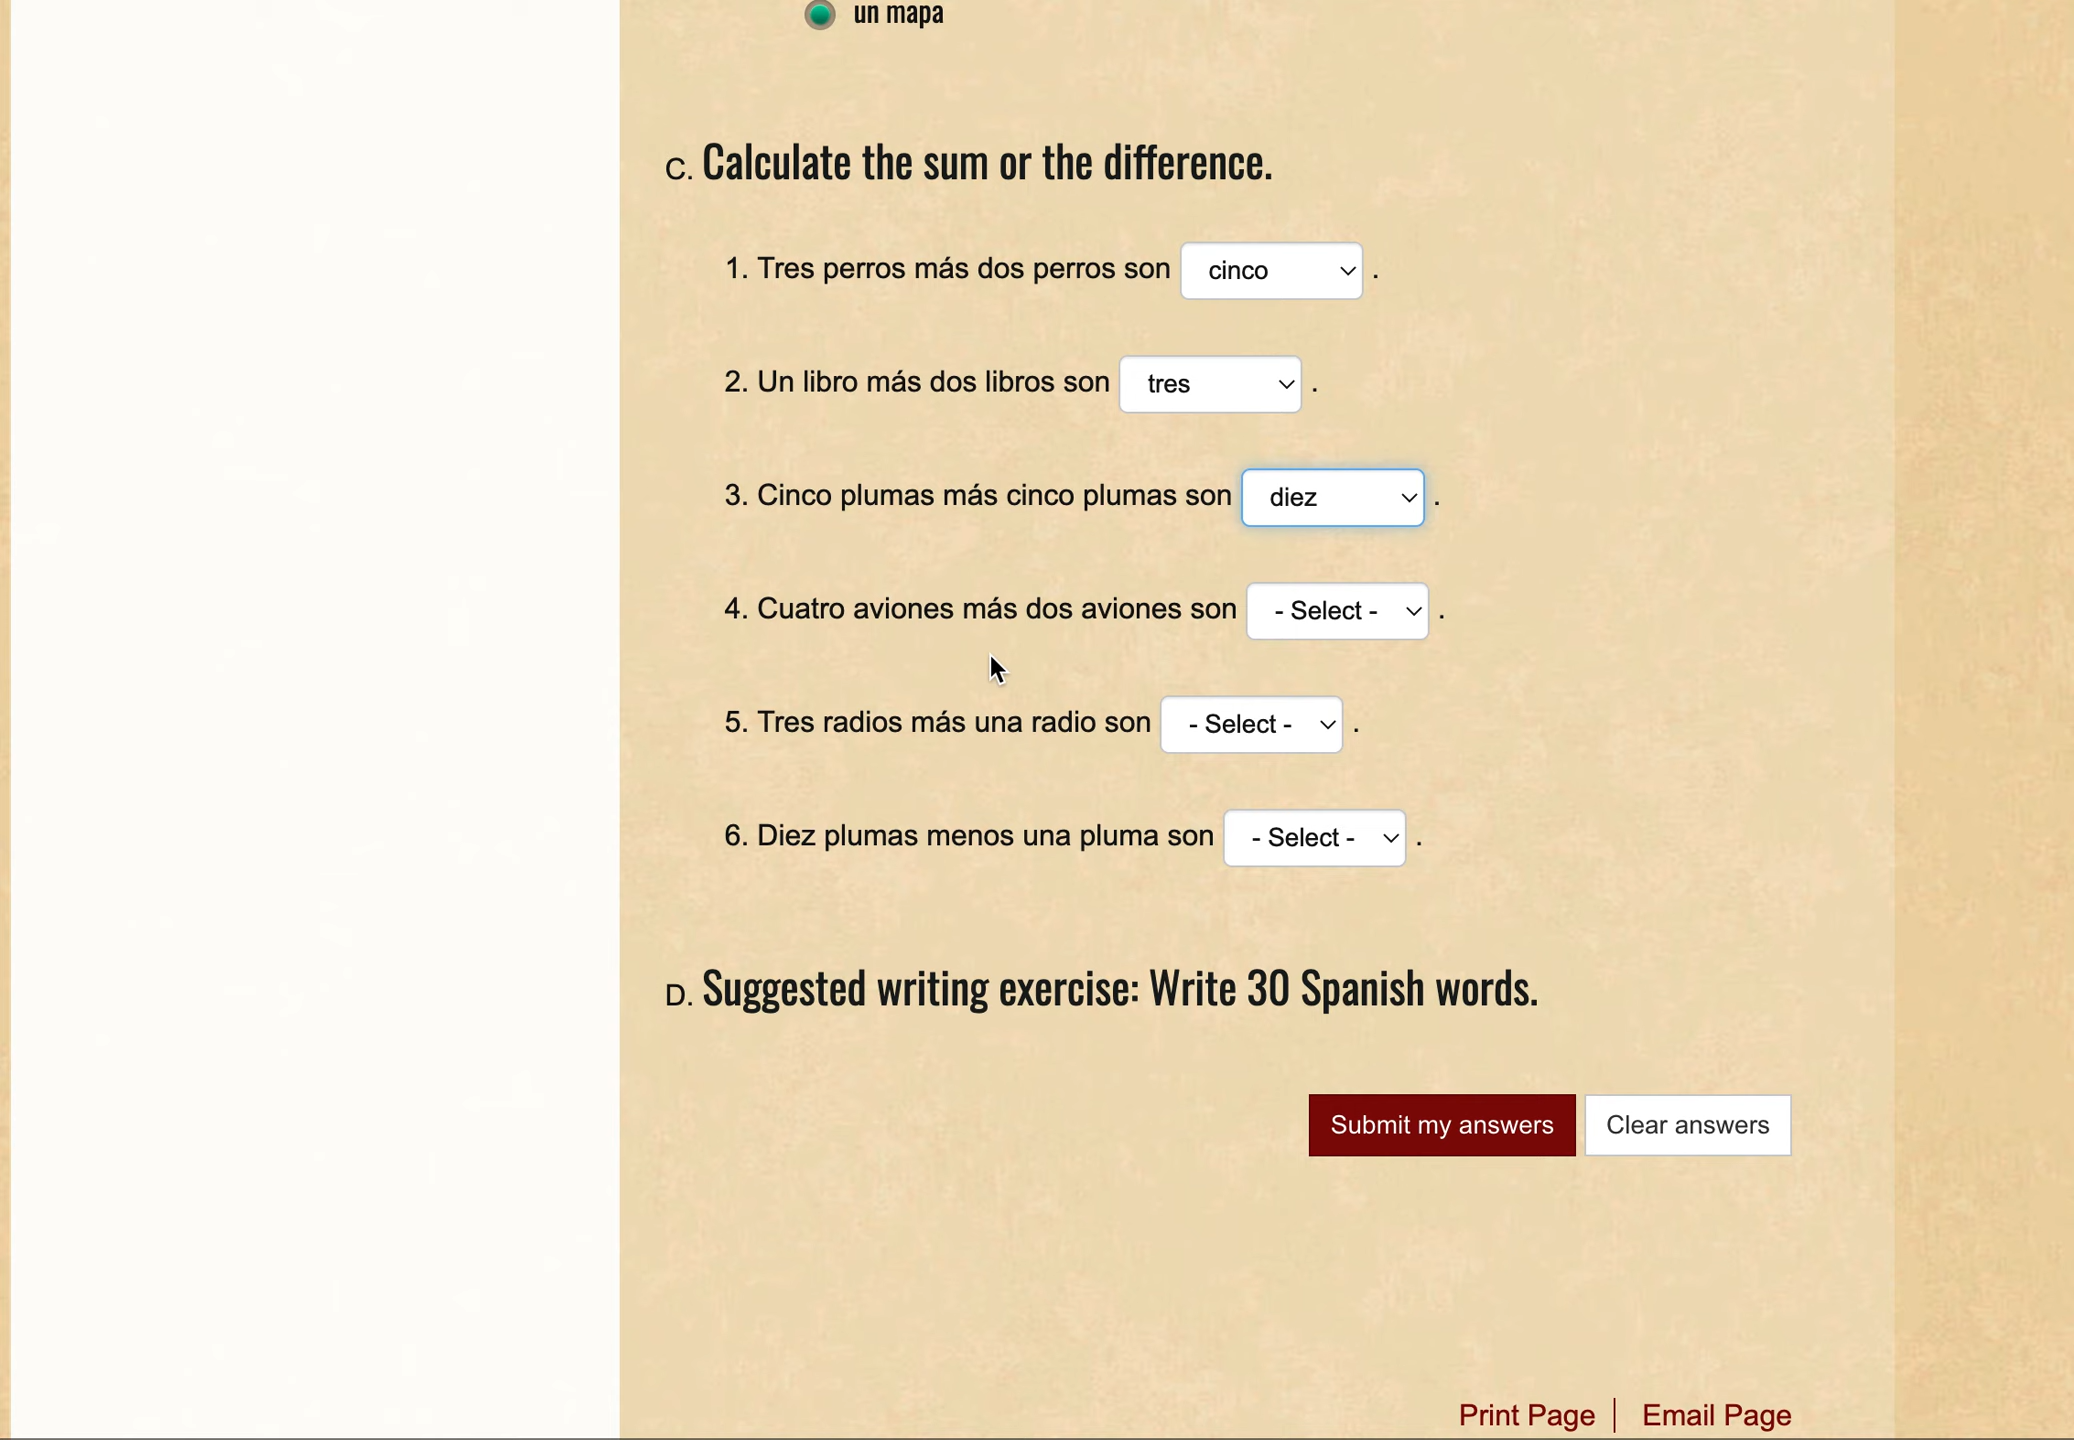 un mapa
C. Calculate the sum or the difference.
1. Tres perros más dos perros son cinco .
2. Un libro más dos libros son tres .
3. Cinco plumas más cinco plumas son diez .
4. Cuatro aviones más dos aviones son - Select - .
5. Tres radios más una radio son - Select - .
6. Diez plumas menos una pluma son - Select - .
D. Suggested writing exercise: Write 30 Spanish words.
Submit my answers Clear answers
Print Page | Email Page